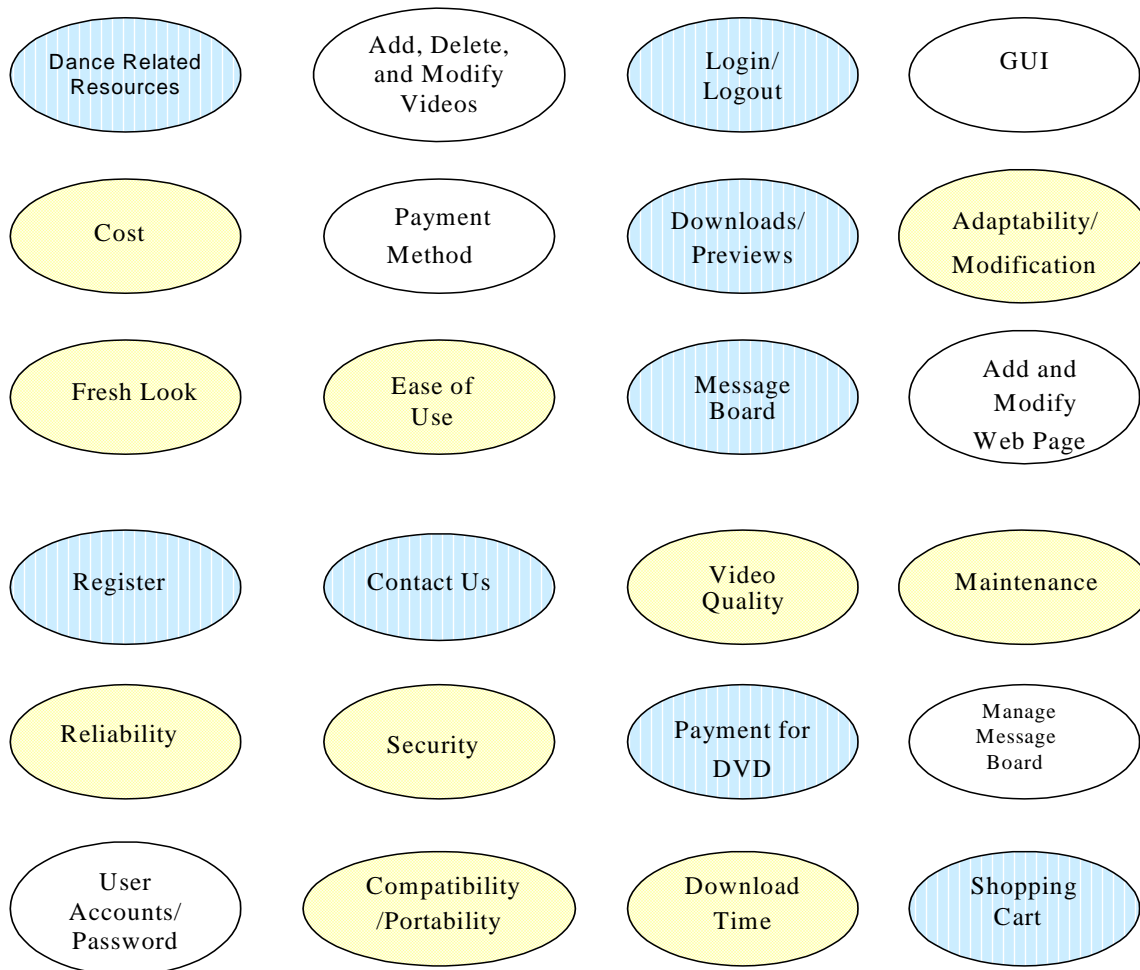 Dance Related
Resources
Add, Delete,
and Modify
Videos
Login/
Logout
GUI
Cost
Payment
Method
Downloads/
Previews
Adaptability/
Modification
Fresh Look
Ease of
Use
Message
Board
Add and
Modify
Web Page
Register
Contact Us
Video
Quality
Maintenance
Reliability
Security
Payment for
DVD
Manage
Message
Board
User
Accounts/
Password
Compatibility
/Portability
Download
Time
Shopping
Cart